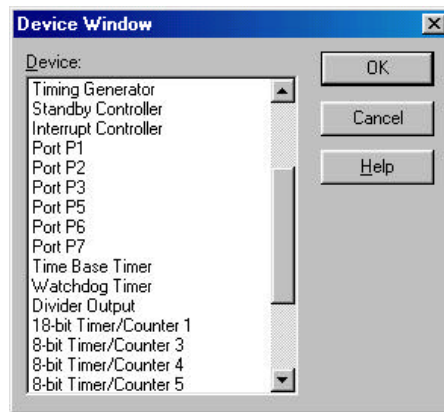 Device Window
Device:
OK
Timing Generator
Standby Controller
Interrupt Controller
Port P1
Port P2
Port P3
Port P5
Port P6
Port P7
Time Base Timer
Watchdog Timer
Divider Output
18-bit Timer/Counter 1
8-bit Timer/Counter 3
8-bit Timer/Counter 4
8-bit Timer/Counter 5
Cancel
Help